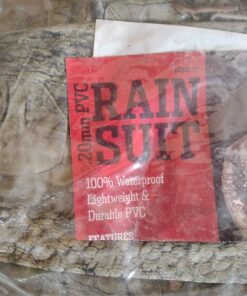 .20mm PVC
RAIN
SUIT
100% Waterproof
Lightweight &
Durable PVC
FEATURES